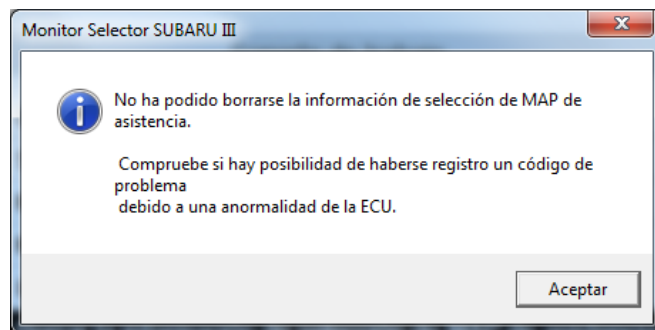 Monitor Selector SUBARU III
No ha podido borrarse la información de selección de MAP de
asistencia.
Compruebe si hay posibilidad de haberse registro un código de
problema
debido a una anormalidad de la ECU.
Aceptar